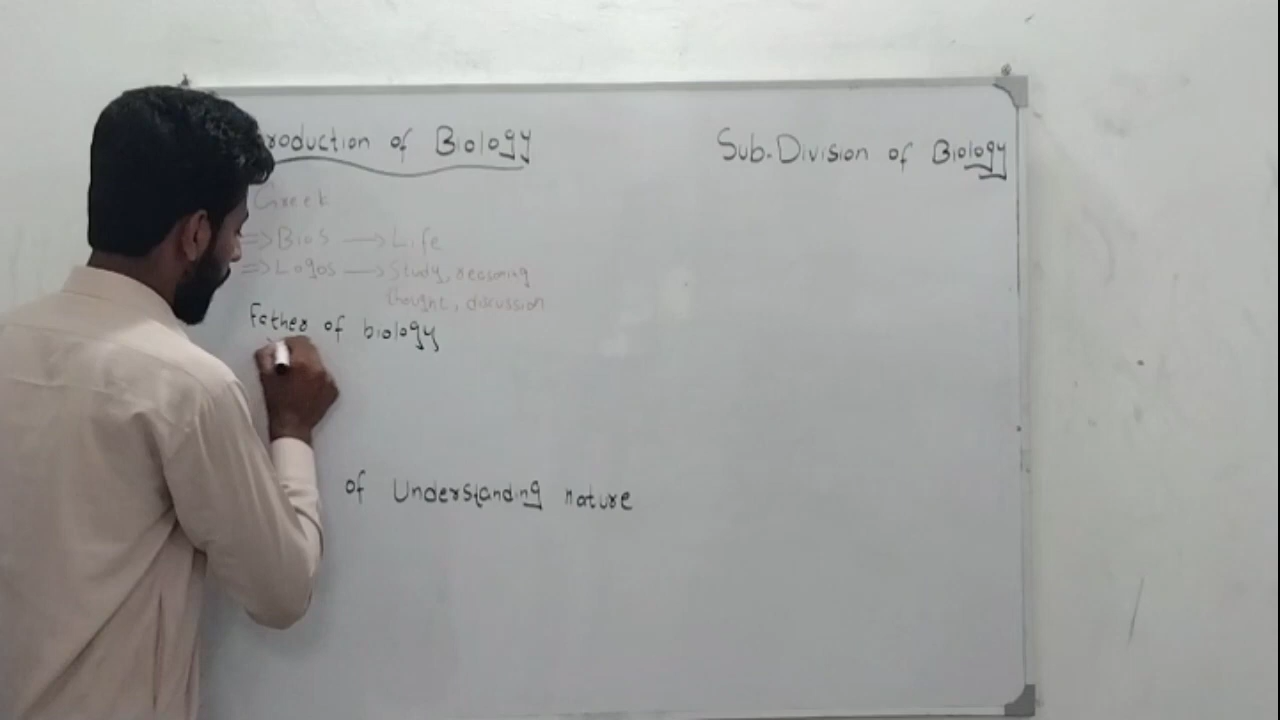 roduction of Biology
Sub-Division of Biology
Greek
=> Bios → Life
=> Logos → Study, reasoning
thought, discussion
Father of biology
of Understanding nature